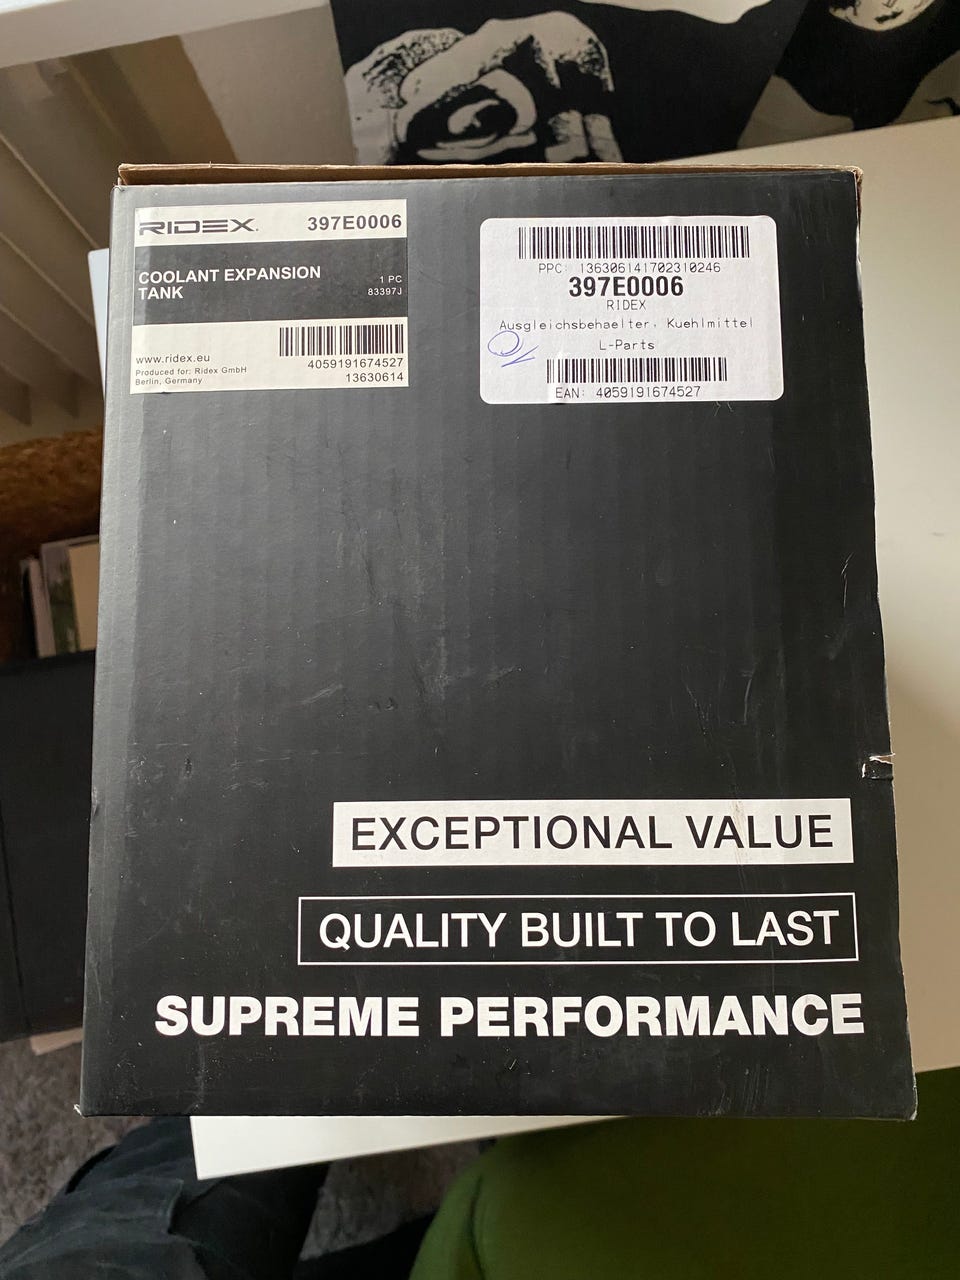 RIDEX. 397E0006
COOLANT EXPANSION
TANK
1 PC
83397J
www.ridex.eu
Produced for: Ridex GmbH
Berlin, Germany
4059191674527
13630614
PPC: 136306141702310246
397E0006
RIDEX
Ausgleichsbehaelter, Kuehlmittel
L-Parts
EAN: 4059191674527
EXCEPTIONAL VALUE
QUALITY BUILT TO LAST
SUPREME PERFORMANCE